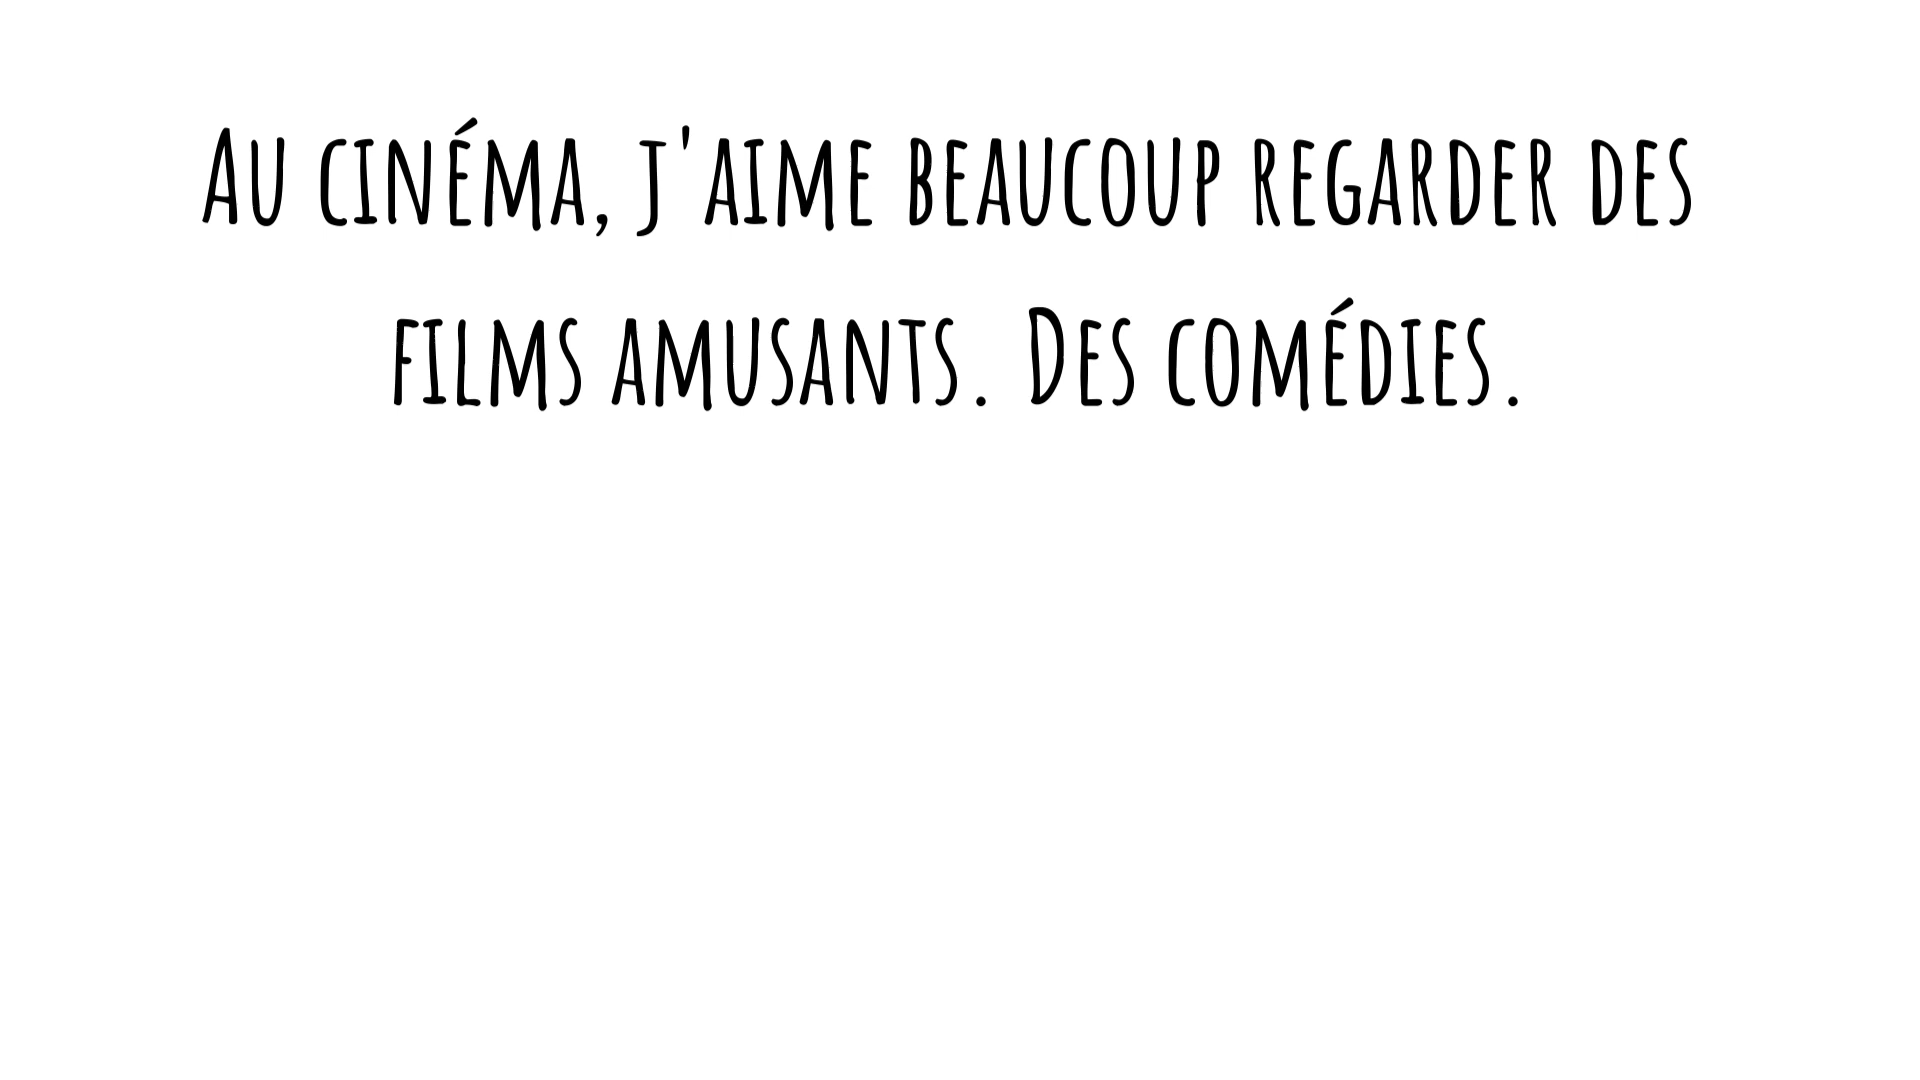 Au cinéma, j'aime beaucoup regarder des
films amusants. Des comédies.